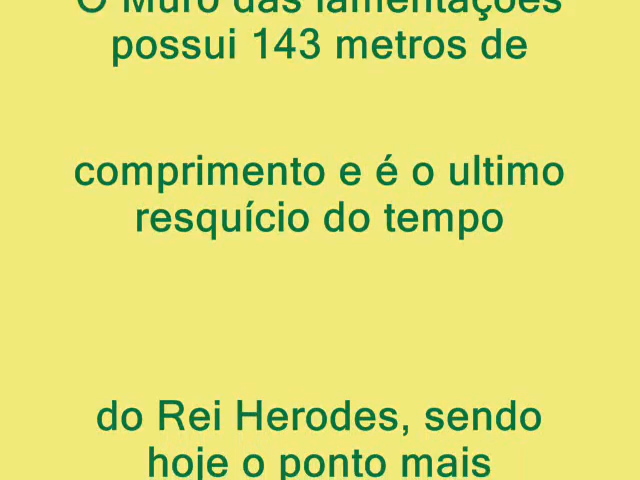 O Muro das lamentações
possui 143 metros de
comprimento e é o ultimo
resquício do tempo
do Rei Herodes, sendo
hoje o ponto mais